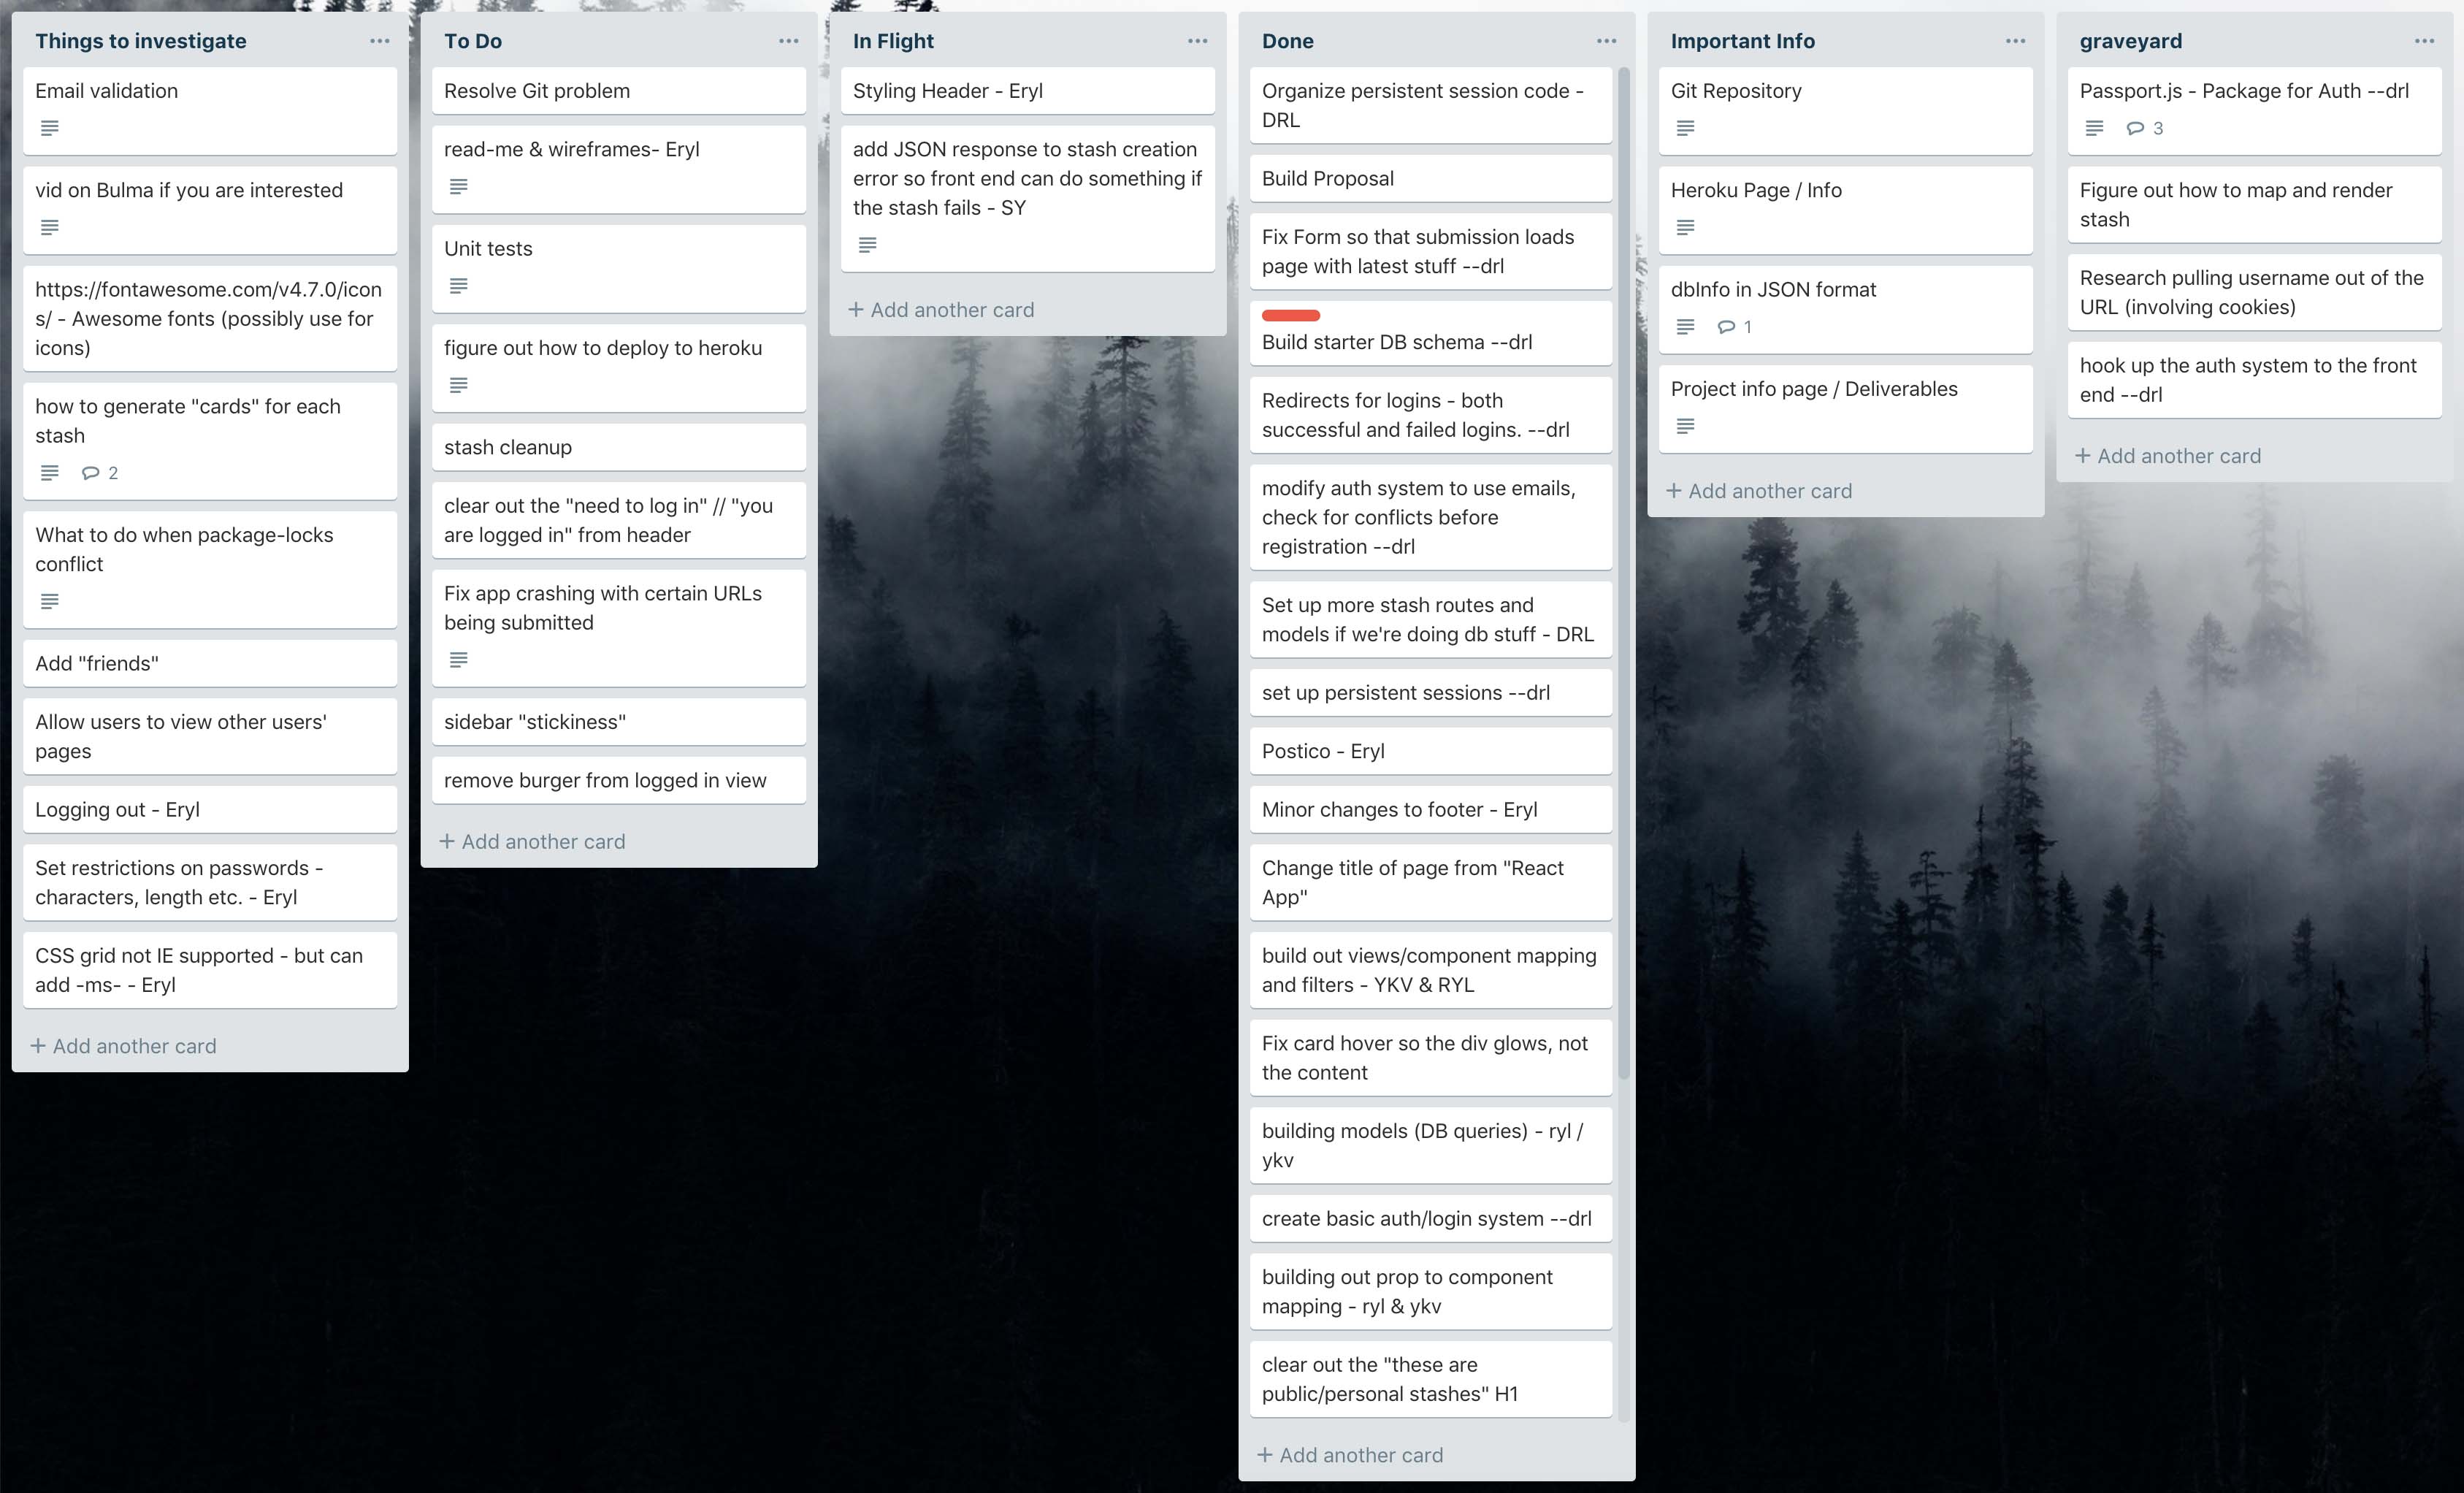 Things to investigate
Email validation
vid on Bulma if you are interested
https://fontawesome.com/v4.7.0/icon
s/ - Awesome fonts (possibly use for
icons)
how to generate "cards" for each
stash
2
What to do when package-locks
conflict
Add "friends"
Allow users to view other users'
pages
Logging out - Eryl
Set restrictions on passwords -
characters, length etc. - Eryl
CSS grid not IE supported - but can
add -ms- - Eryl
+ Add another card
To Do
Resolve Git problem
read-me & wireframes- Eryl
Unit tests
figure out how to deploy to heroku
stash cleanup
clear out the "need to log in" // "you
are logged in" from header
Fix app crashing with certain URLs
being submitted
sidebar "stickiness"
remove burger from logged in view
+ Add another card
In Flight
Styling Header - Eryl
add JSON response to stash creation
error so front end can do something if
the stash fails - SY
+ Add another card
Done
Organize persistent session code -
DRL
Build Proposal
Fix Form so that submission loads
page with latest stuff --drl
Build starter DB schema --drl
Redirects for logins - both
successful and failed logins. --drl
modify auth system to use emails,
check for conflicts before
registration --drl
Set up more stash routes and
models if we're doing db stuff - DRL
set up persistent sessions --drl
Postico - Eryl
Minor changes to footer - Eryl
Change title of page from "React
App"
build out views/component mapping
and filters - YKV & RYL
Fix card hover so the div glows, not
the content
building models (DB queries) - ryl /
ykv
create basic auth/login system --drl
building out prop to component
mapping - ryl & ykv
clear out the "these are
public/personal stashes" H1
+ Add another card
Important Info
Git Repository
Heroku Page / Info
dbInfo in JSON format
1
Project info page / Deliverables
+ Add another card
graveyard
Passport.js - Package for Auth --drl
3
Figure out how to map and render
stash
Research pulling username out of the
URL (involving cookies)
hook up the auth system to the front
end --drl
+ Add another card